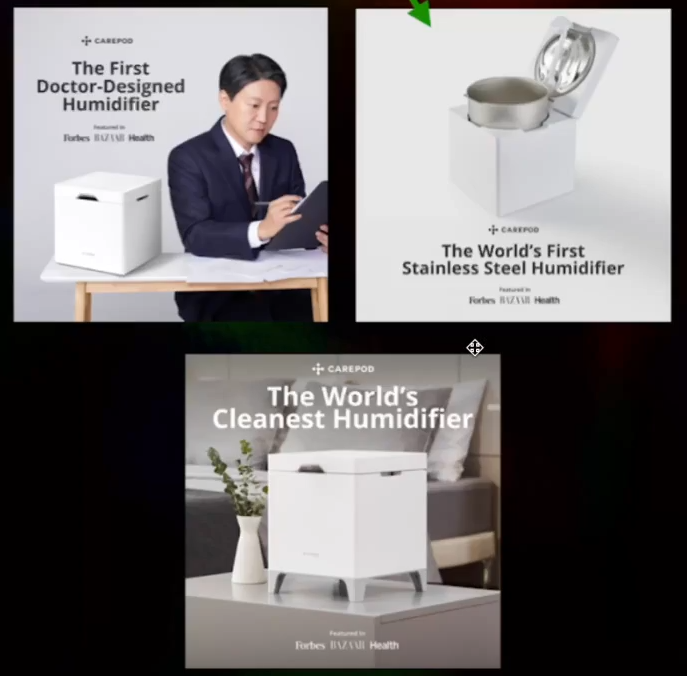 CAREPOD
The First
Doctor-Designed
Humidifier
Featured in
Forbes BAZAAR Health
CAREPOD
The World's First
Stainless Steel Humidifier
Featured in
Forbes BAZAAR Health
CAREPOD
The World's
Cleanest Humidifier
Featured in
Forbes BAZAAR Health